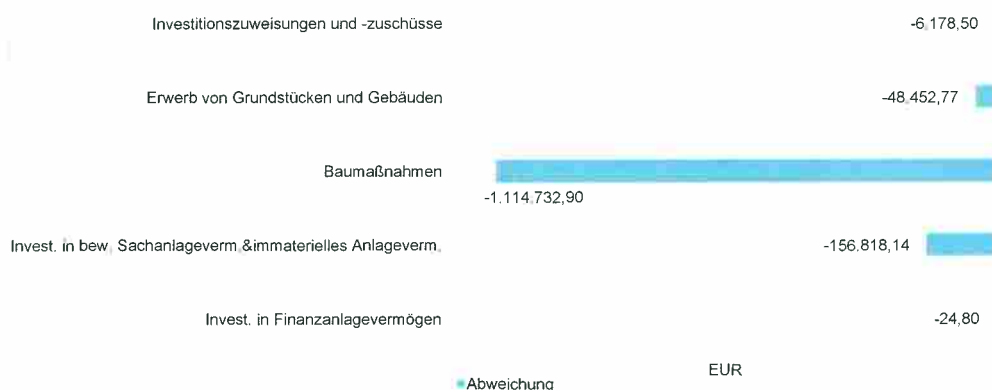 Investitionszuweisungen und -zuschüsse -6.178,50
Erwerb von Grundstücken und Gebäuden -48.452,77
Baumaßnahmen
-1.114.732,90
Invest. in bew. Sachanlageverm.&immaterielles Anlageverm. -156.818,14
Invest. in Finanzanlagevermögen -24,80
EUR
Abweichung